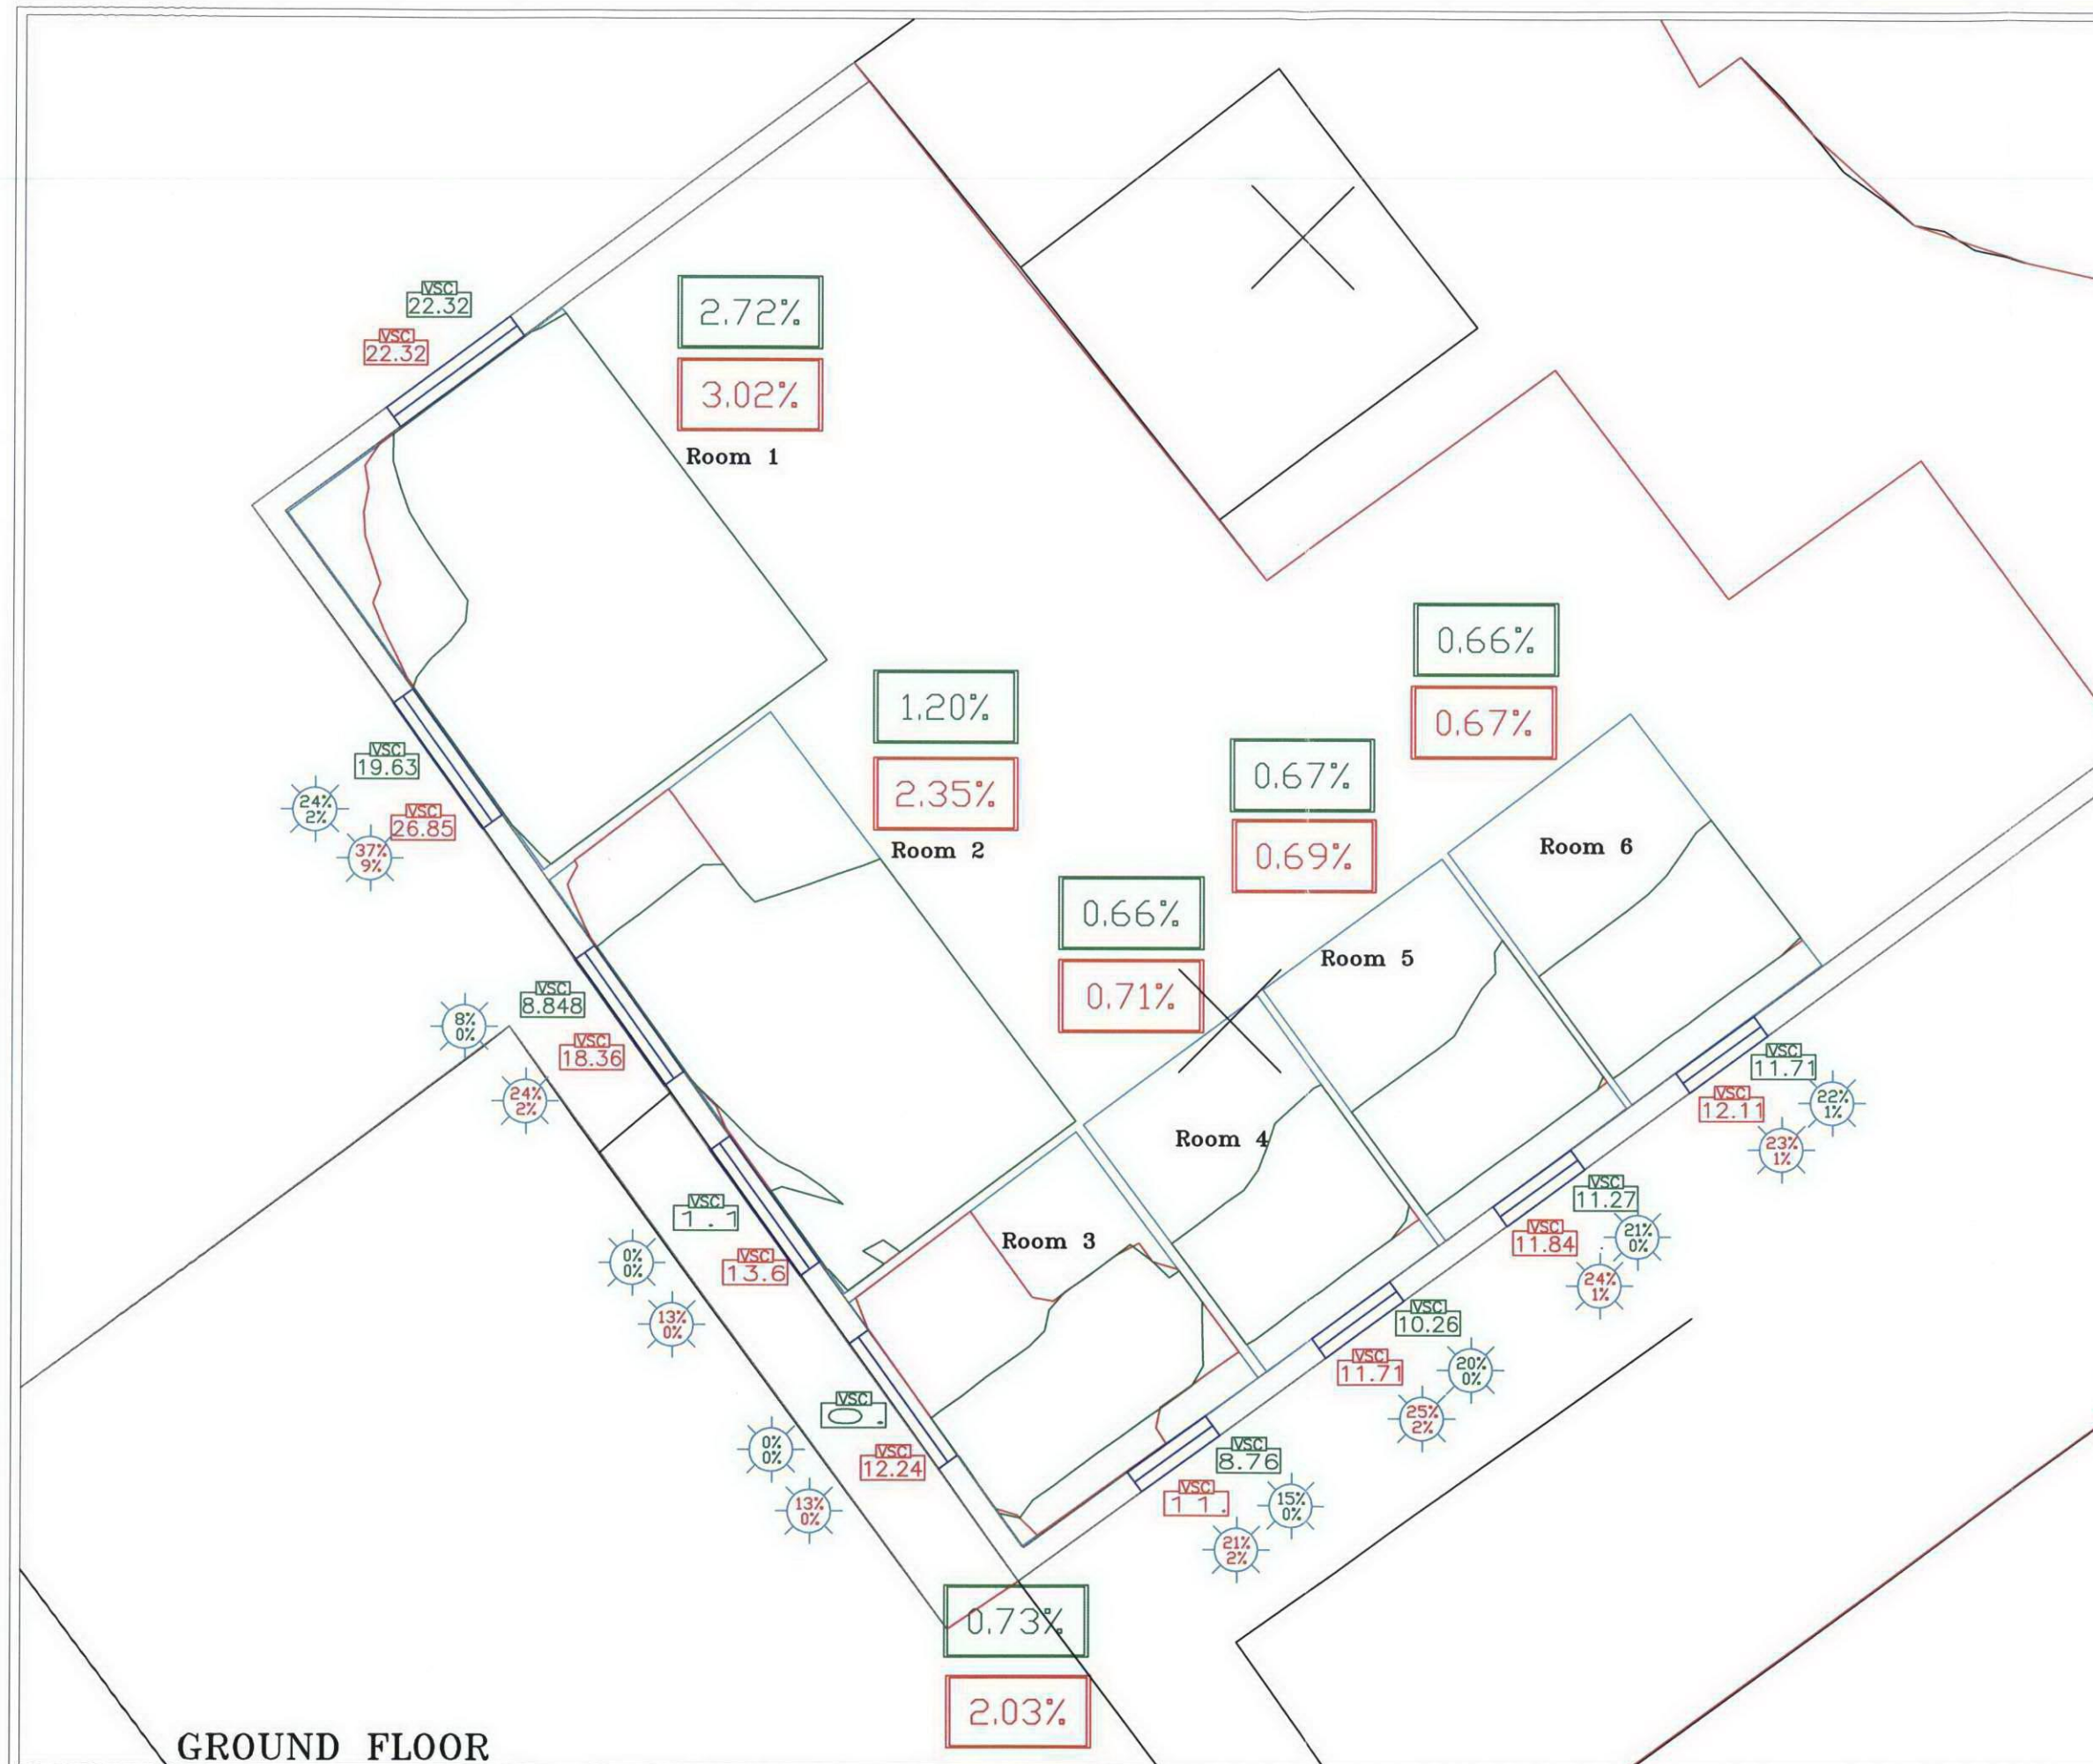 VSC
22.32
VSC
22.32
2.72%
3.02%
Room 1
VSC
19.63
24%
2%
VSC
26.85
37%
9%
1.20%
2.35%
Room 2
0.66%
0.67%
Room 6
0.67%
0.69%
Room 5
0.66%
0.71%
Room 4
VSC
8.848
8%
0%
VSC
18.36
24%
2%
VSC
1.1
0%
0%
VSC
13.6
13%
0%
Room 3
VSC
11.71
22%
1%
VSC
12.11
23%
1%
VSC
11.27
21%
0%
VSC
11.84
24%
1%
VSC
10.26
20%
0%
VSC
11.71
25%
2%
VSC
0.
0%
0%
VSC
12.24
13%
0%
VSC
8.76
15%
0%
VSC
11.
21%
2%
0.73%
2.03%
GROUND FLOOR